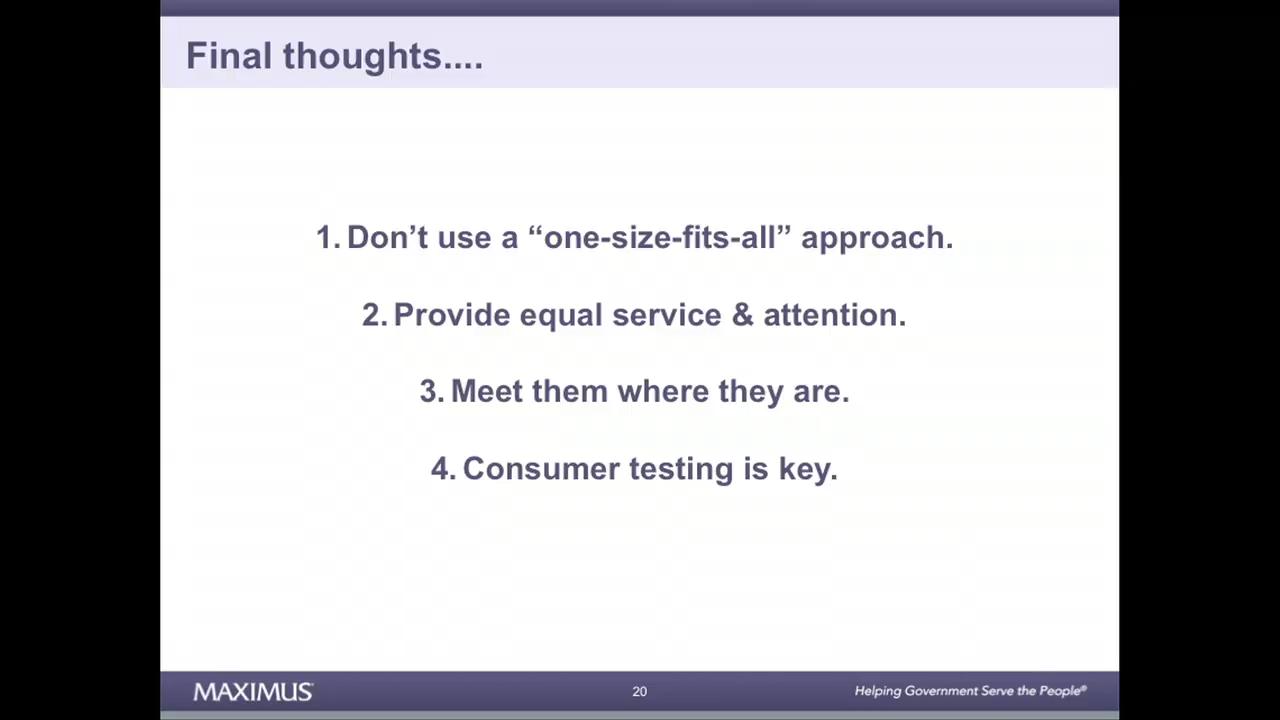 Final thoughts....
1. Don’t use a “one-size-fits-all” approach.
2. Provide equal service & attention.
3. Meet them where they are.
4. Consumer testing is key.
MAXIMUS
20
Helping Government Serve the People®